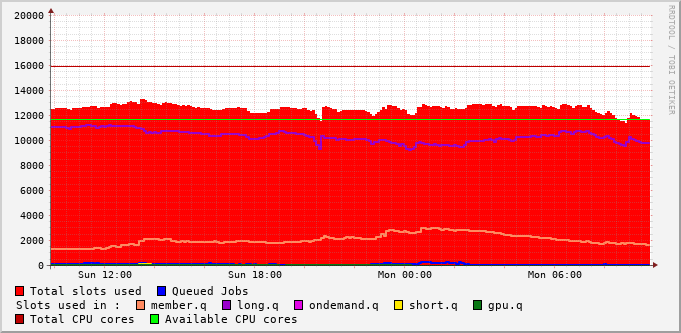 20000
18000
16000
14000
12000
10000
8000
6000
4000
2000
0
Sun 12:00 Sun 18:00 Mon 00:00 Mon 06:00
RRDTOOL / TOBI OETIKER
Total slots used Queued Jobs
Slots used in : member.q long.q ondemand.q short.q gpu.q
Total CPU cores Available CPU cores